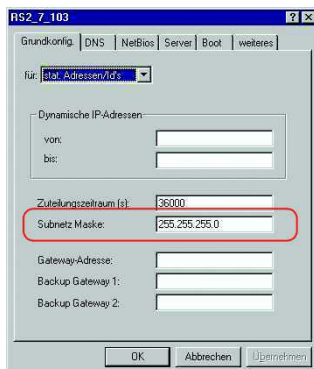 RS2_7_103
Grundkonfig. DNS NetBios Server Boot weiteres
für: stat. Adressen/Id's
Dynamische IP-Adressen
von:
bis:
Zuteilungszeitraum (s): 36000
Subnetz Maske: 255.255.255.0
Gateway-Adresse:
Backup Gateway 1:
Backup Gateway 2:
OK Abbrechen Übernehmen